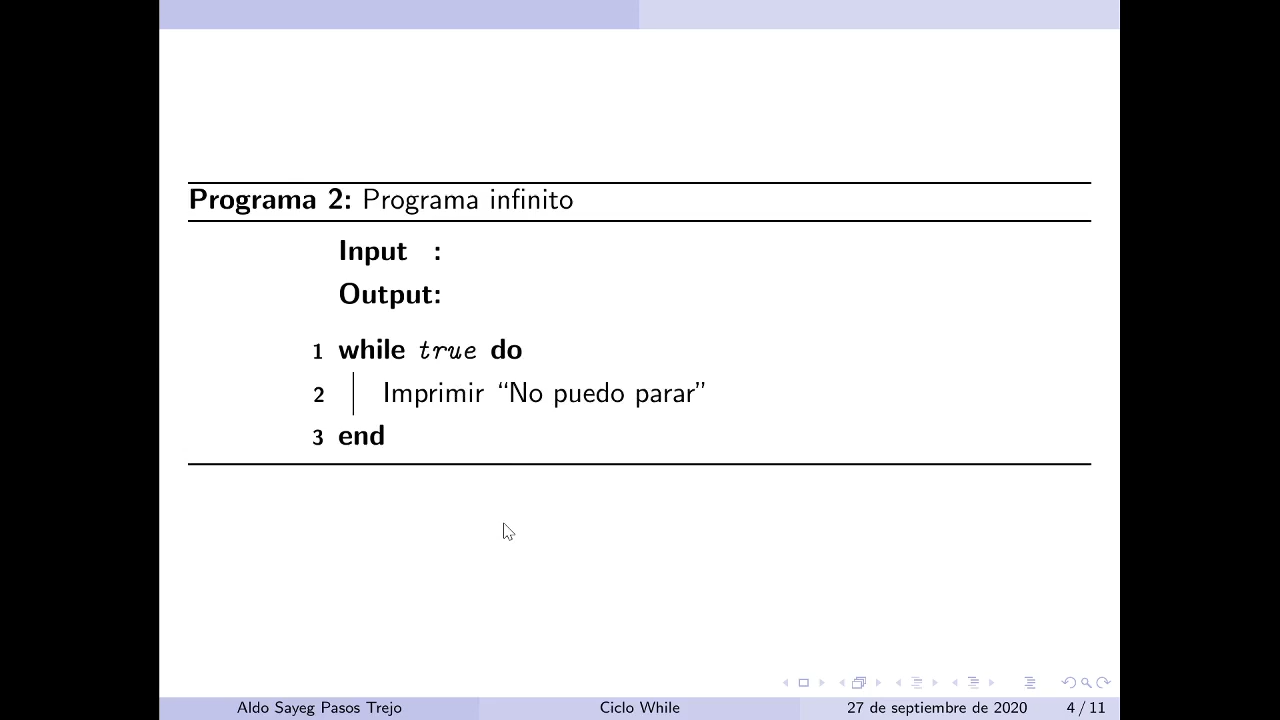 Programa 2: Programa infinito
Input :
Output:
1 while true do
2 Imprimir “No puedo parar”
3 end
Aldo Sayeg Pasos Trejo Ciclo While 27 de septiembre de 2020 4 / 11